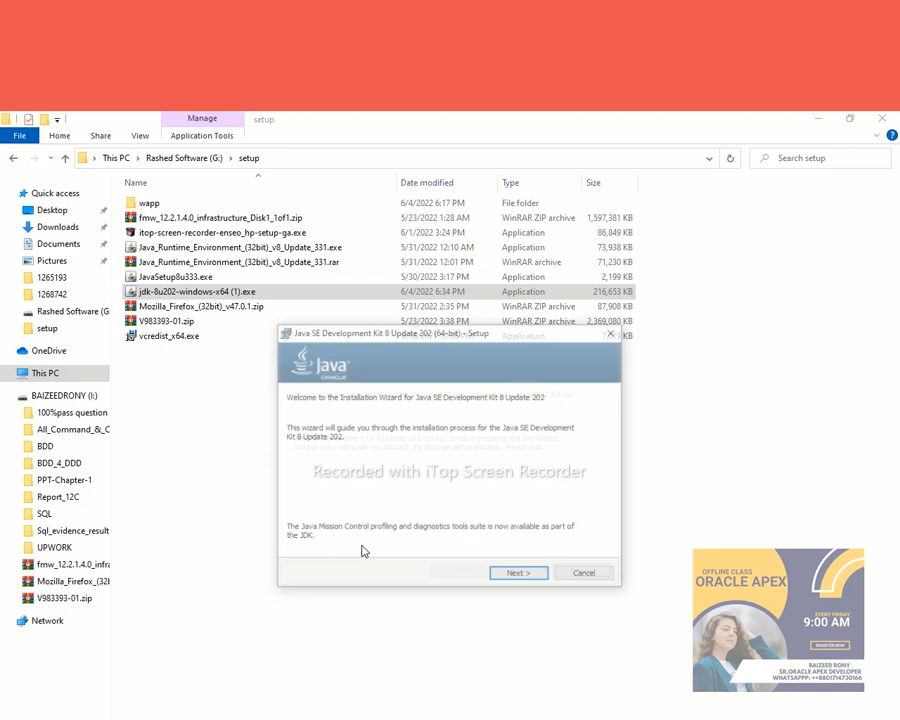 Manage
setup
File
Home
Share
View
Application Tools
This PC
Rashed Software (G:)
setup
Search setup
Name
Date modified
Type
Size
Quick access
Desktop
Downloads
Documents
Pictures
1265193
1268742
Rashed Software (G
setup
OneDrive
This PC
BAIZEEDRONY (I:)
100%pass question
All_Command_&_C
BDD
BDD_4_DDD
PPT-Chapter-1
Report_12C
SQL
Sql_evidence_result
UPWORK
fmw_12.2.1.4.0_infra
Mozilla_Firefox_(32b
V983393-01.zip
Network
wapp 6/4/2022 6:17 PM File folder
fmw_12.2.1.4.0_infrastructure_Disk1_1of1.zip 5/23/2022 1:28 AM WinRAR ZIP archive 1,597,381 KB
itop-screen-recorder-enseo_hp-setup-ga.exe 6/1/2022 3:24 PM Application 86,849 KB
Java_Runtime_Environment_(32bit)_v8_Update_331.exe 5/31/2022 12:10 AM Application 73,938 KB
Java_Runtime_Environment_(32bit)_v8_Update_331.rar 5/31/2022 12:01 PM WinRAR archive 71,230 KB
JavaSetup8u333.exe 5/30/2022 3:17 PM Application 2,199 KB
jdk-8u202-windows-x64 (1).exe 6/4/2022 6:34 PM Application 216,653 KB
Mozilla_Firefox_(32bit)_v47.0.1.zip 5/31/2022 2:35 PM WinRAR ZIP archive 87,908 KB
V983393-01.zip 5/23/2022 3:38 PM WinRAR ZIP archive 2,369,080 KB
vcredist_x64.exe
Java SE Development Kit 8 Update 202 (64-bit) - Setup
Java
ORACLE
Welcome to the Installation Wizard for Java SE Development Kit 8 Update 202
This wizard will guide you through the installation process for the Java SE Development
Kit 8 Update 202.
Recorded with iTop Screen Recorder
The Java Mission Control profiling and diagnostics tools suite is now available as part of
the JDK.
Next >
Cancel
OFFLINE CLASS
ORACLE APEX
EVERY FRIDAY
9:00 AM
REGISTER NOW
BAIZEED RONY
SR.ORACLE APEX DEVELOPER
WHATSAPPP: ++8801714730166